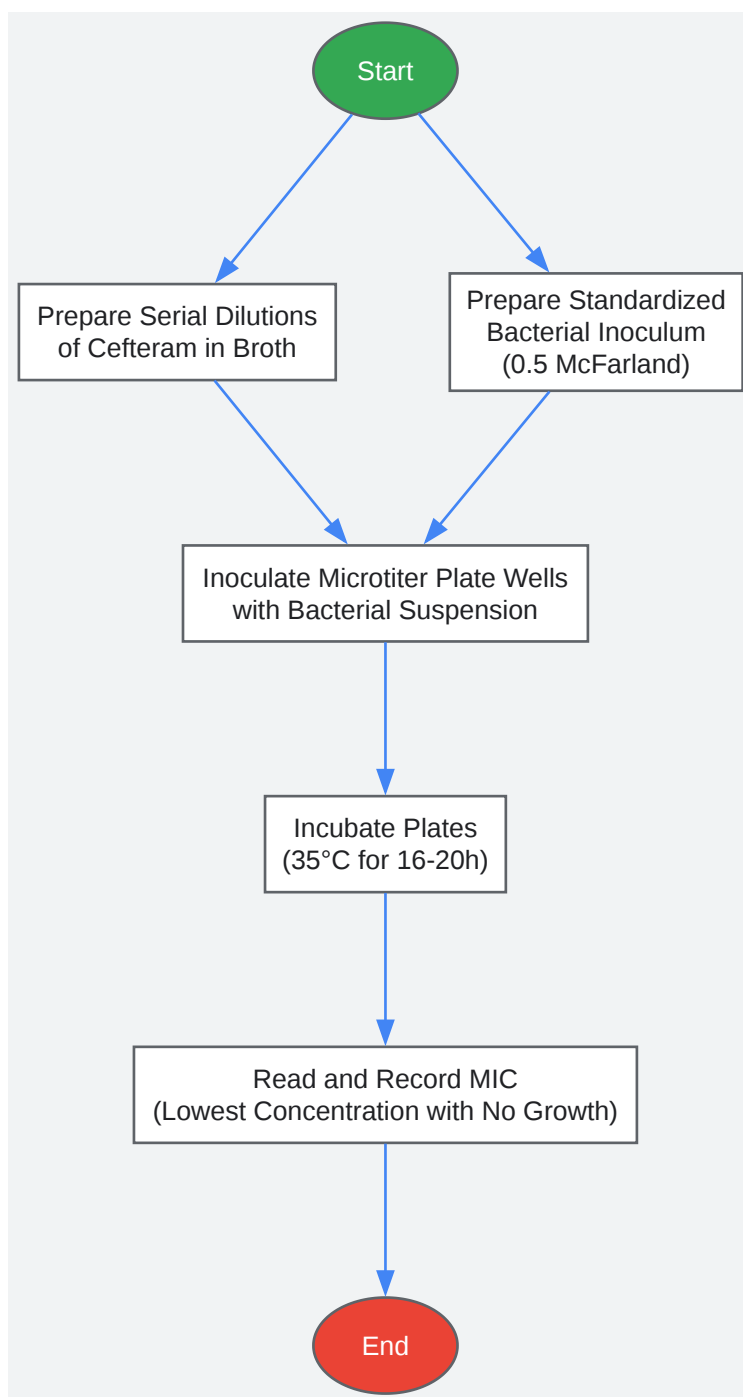 Start
Prepare Serial Dilutions
of Cefteram in Broth
Prepare Standardized
Bacterial Inoculum
(0.5 McFarland)
Inoculate Microtiter Plate Wells
with Bacterial Suspension
Incubate Plates
(35°C for 16-20h)
Read and Record MIC
(Lowest Concentration with No Growth)
End